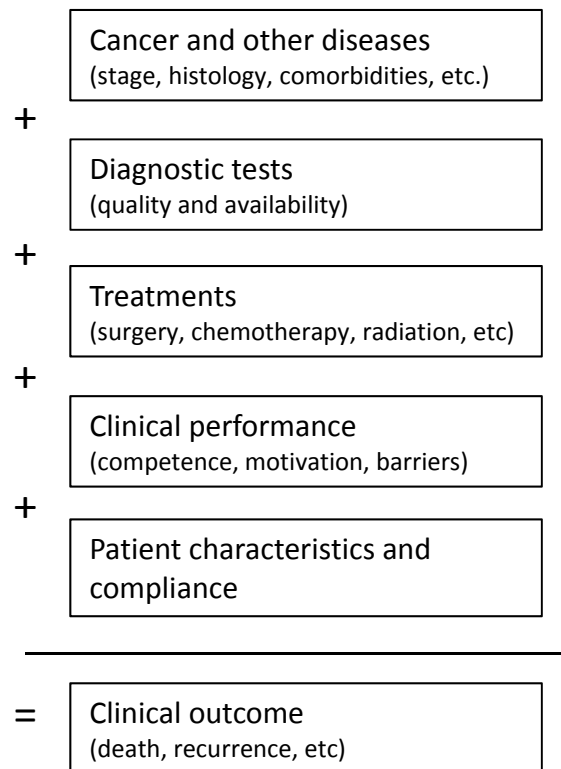 Cancer and other diseases
(stage, histology, comorbidities, etc.)
+
Diagnostic tests
(quality and availability)
+
Treatments
(surgery, chemotherapy, radiation, etc)
+
Clinical performance
(competence, motivation, barriers)
+
Patient characteristics and
compliance
=
Clinical outcome
(death, recurrence, etc)